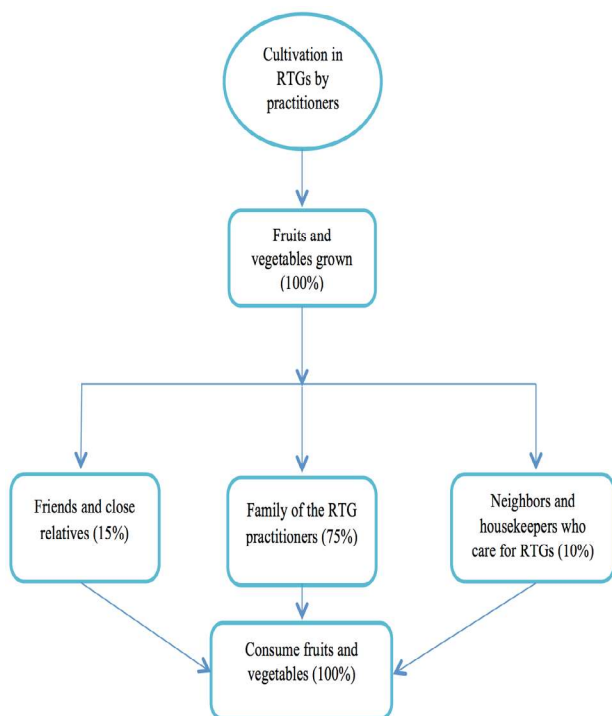 Cultivation in
RTGs by
practitioners
Fruits and
vegetables grown
(100%)
Friends and close
relatives (15%)
Family of the RTG
practitioners (75%)
Neighbors and
housekeepers who
care for RTGs (10%)
Consume fruits and
vegetables (100%)